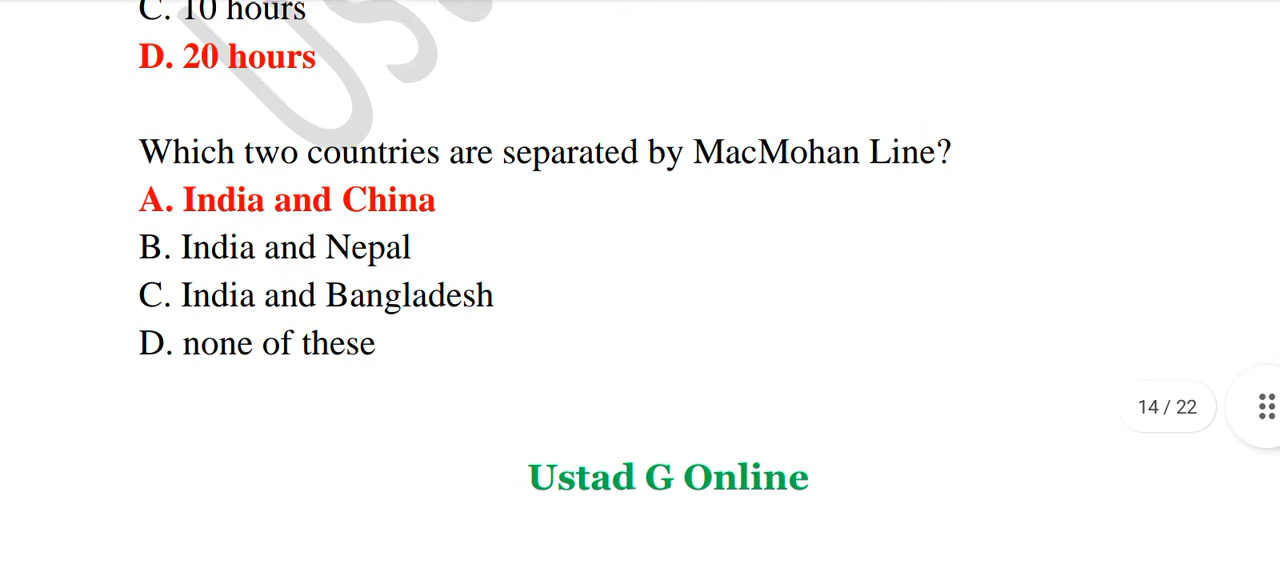 C. 10 hours
D. 20 hours
Which two countries are separated by MacMohan Line?
A. India and China
B. India and Nepal
C. India and Bangladesh
D. none of these
14 / 22
Ustad G Online